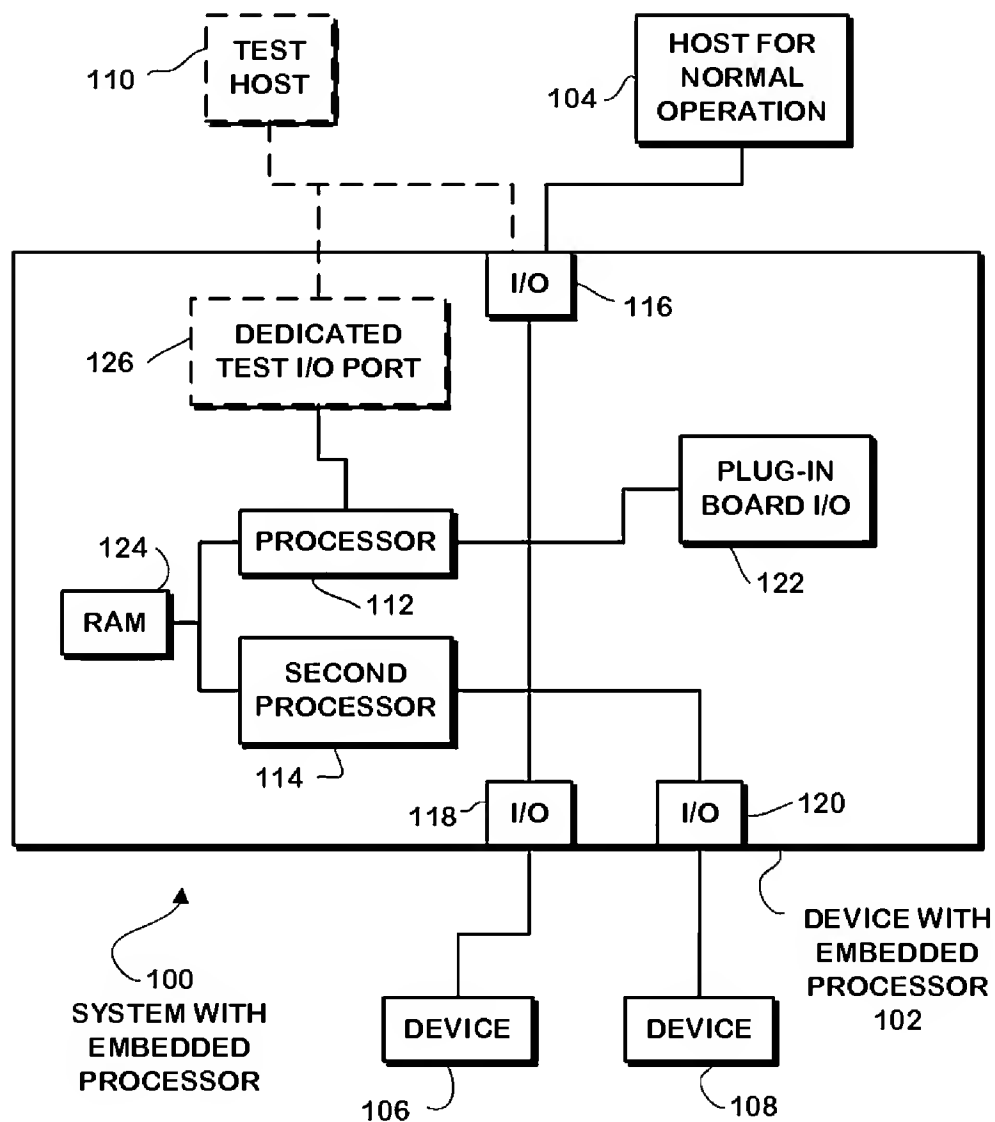 TEST
HOST
110
HOST FOR
NORMAL
OPERATION
104
I/O
116
DEDICATED
TEST I/O PORT
126
PLUG-IN
BOARD I/O
122
PROCESSOR
112
124
RAM
SECOND
PROCESSOR
114
118
I/O
I/O
120
DEVICE WITH
EMBEDDED
PROCESSOR
102
100
SYSTEM WITH
EMBEDDED
PROCESSOR
DEVICE
106
DEVICE
108